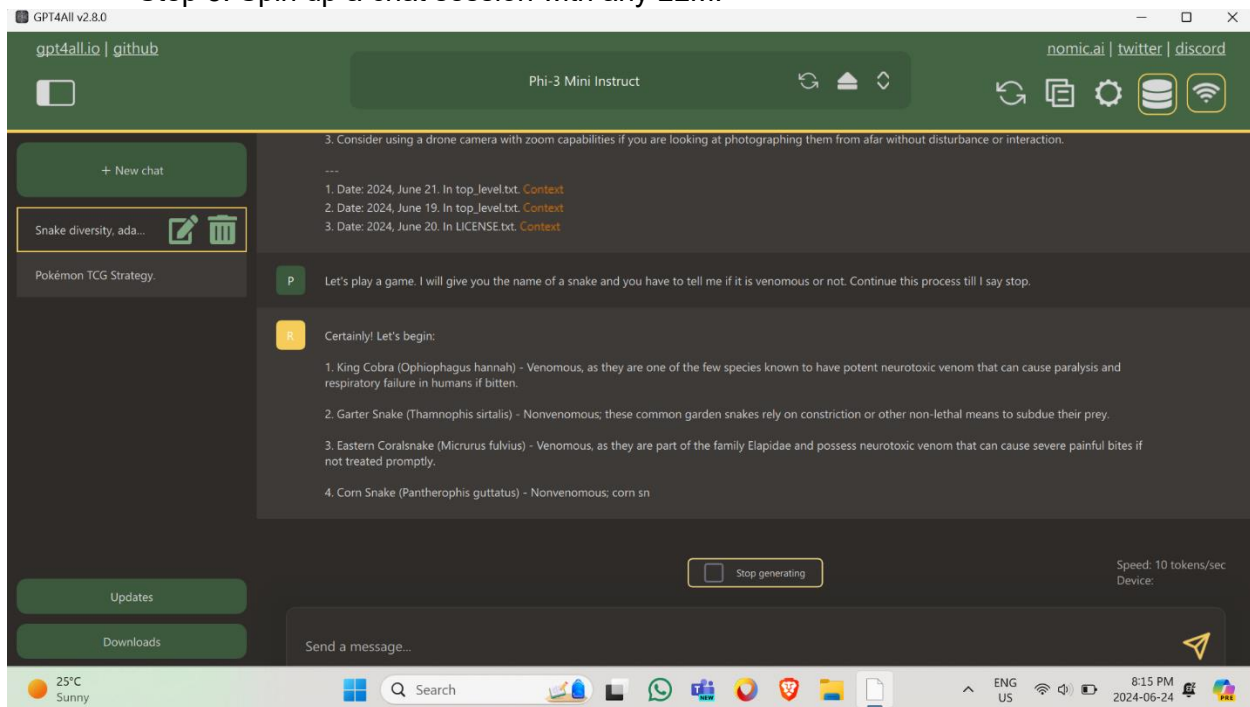 GPT4All v2.8.0
gpt4all.io | github
nomic.ai | twitter | discord
Phi-3 Mini Instruct
+ New chat
Snake diversity, ada...
Pokémon TCG Strategy.
3. Consider using a drone camera with zoom capabilities if you are looking at photographing them from afar without disturbance or interaction.
---
1. Date: 2024, June 21. In top_level.txt. Context
2. Date: 2024, June 19. In top_level.txt. Context
3. Date: 2024, June 20. In LICENSE.txt. Context
P
Let's play a game. I will give you the name of a snake and you have to tell me if it is venomous or not. Continue this process till I say stop.
R
Certainly! Let's begin:
1. King Cobra (Ophiophagus hannah) - Venomous, as they are one of the few species known to have potent neurotoxic venom that can cause paralysis and
respiratory failure in humans if bitten.
2. Garter Snake (Thamnophis sirtalis) - Nonvenomous; these common garden snakes rely on constriction or other non-lethal means to subdue their prey.
3. Eastern Coralsnake (Micrurus fulvius) - Venomous, as they are part of the family Elapidae and possess neurotoxic venom that can cause severe painful bites if
not treated promptly.
4. Corn Snake (Pantherophis guttatus) - Nonvenomous; corn sn
Stop generating
Speed: 10 tokens/sec
Device:
Updates
Downloads
Send a message...
25°C
Sunny
Search
NEW
ENG
US
8:15 PM
2024-06-24
PRE